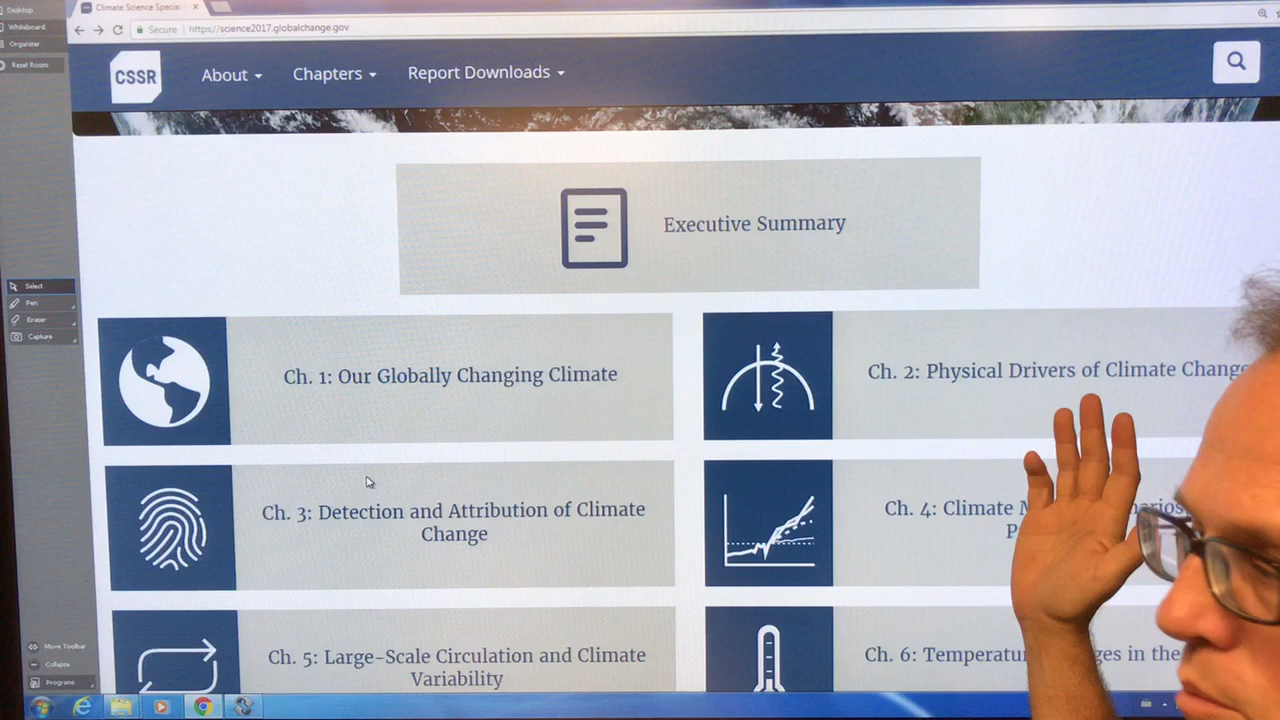 Desktop
Whiteboard
Organizer
Reset Room
Climate Science Special
Secure
https://science2017.globalchange.gov
CSSR
About
Chapters
Report Downloads
Executive Summary
Ch. 1: Our Globally Changing Climate
Ch. 2: Physical Drivers of Climate Change
Ch. 3: Detection and Attribution of Climate
Change
Ch. 4: Climate
Ch. 5: Large-Scale Circulation and Climate
Variability
Ch. 6: in the
Select
Pen
Eraser
Capture
Move Toolbar
Collapse
Programs